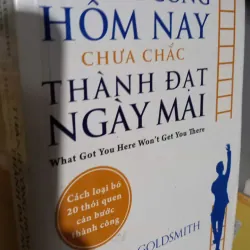 CÔNG
HÔM NAY
CHƯA CHẮC
THÀNH ĐẠT
NGÀY MAI
What Got You Here Won't Get You There
Cách loại bỏ
20 thói quen
cản bước
thành công
GOLDSMITH